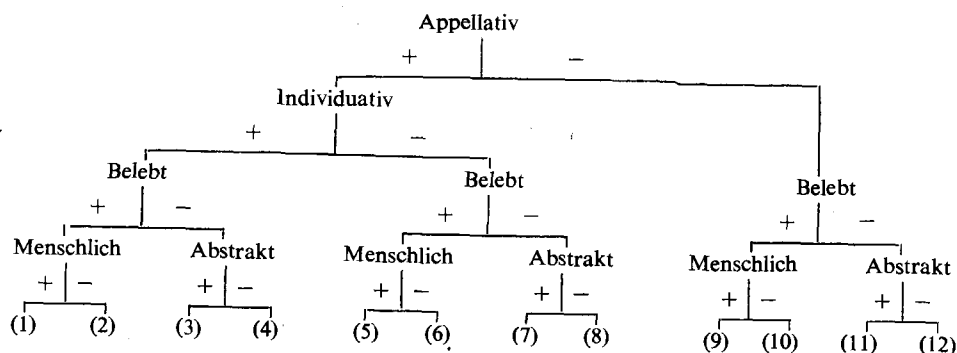 Appellativ
+ −
Individuativ
+ −
Belebt Belebt Belebt
+ − + − + −
Menschlich Abstrakt Menschlich Abstrakt Menschlich Abstrakt
+ − + − + − + − + − + −
(1) (2) (3) (4) (5) (6) (7) (8) (9) (10) (11) (12)